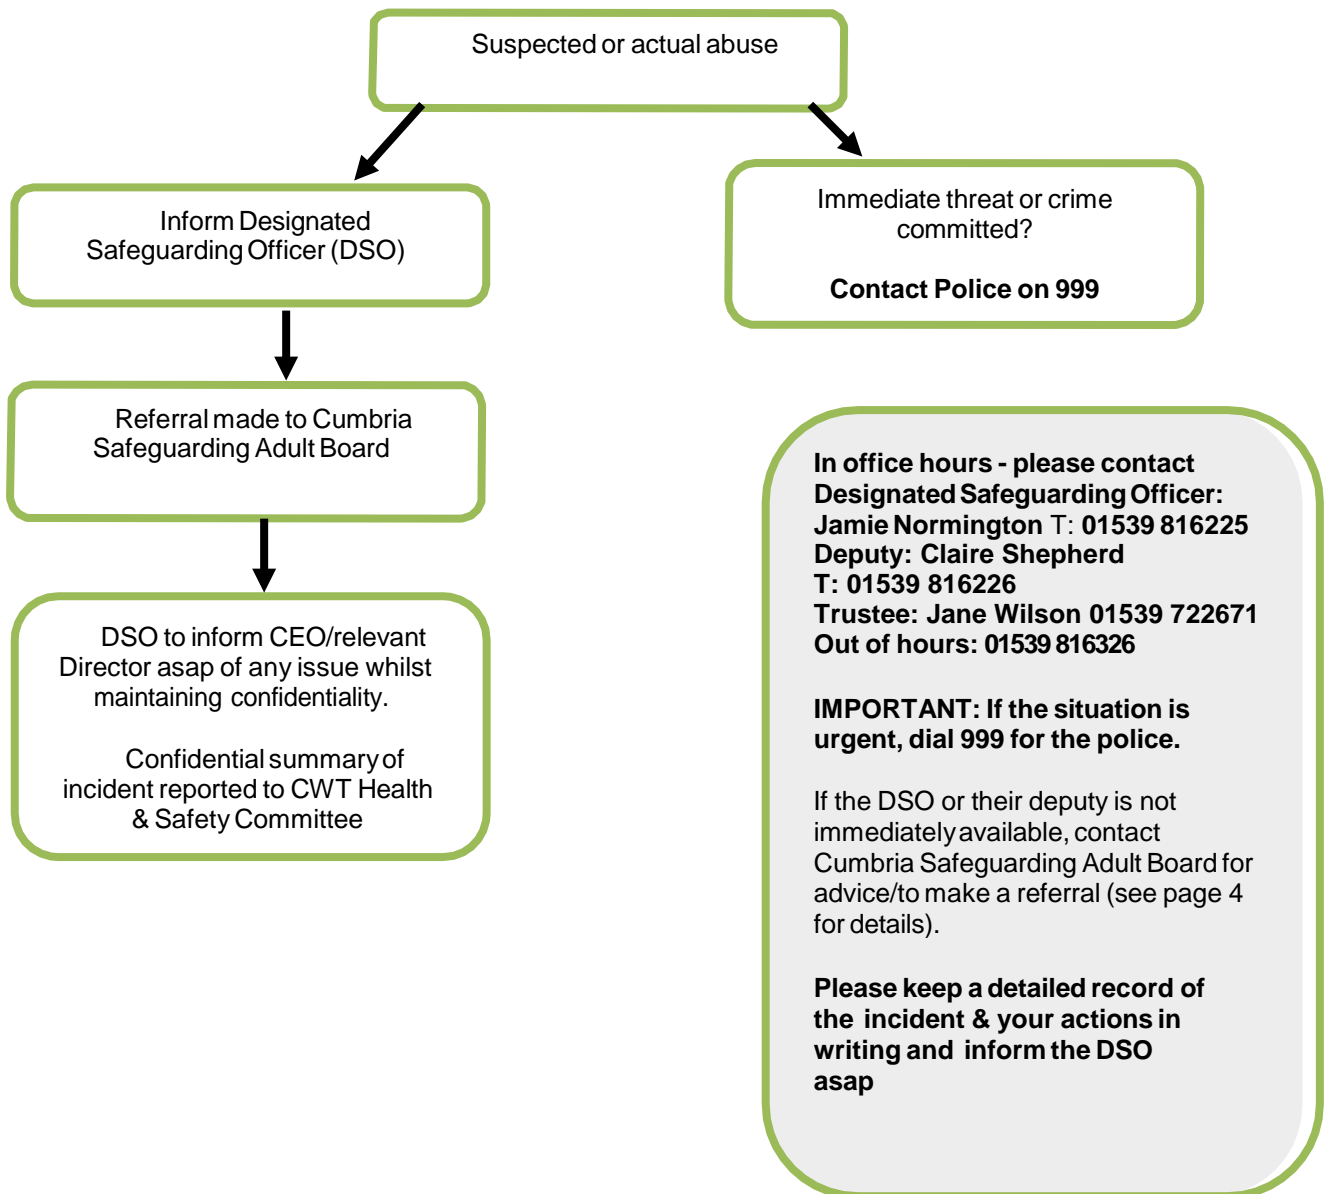 Suspected or actual abuse
Inform Designated
Safeguarding Officer (DSO)
Immediate threat or crime
committed?
Contact Police on 999
Referral made to Cumbria
Safeguarding Adult Board
DSO to inform CEO/relevant
Director asap of any issue whilst
maintaining confidentiality.
Confidential summary of
incident reported to CWT Health
& Safety Committee
In office hours - please contact
Designated Safeguarding Officer:
Jamie Normington T: 01539 816225
Deputy: Claire Shepherd
T: 01539 816226
Trustee: Jane Wilson 01539 722671
Out of hours: 01539 816326
IMPORTANT: If the situation is
urgent, dial 999 for the police.
If the DSO or their deputy is not
immediately available, contact
Cumbria Safeguarding Adult Board for
advice/to make a referral (see page 4
for details).
Please keep a detailed record of
the incident & your actions in
writing and inform the DSO
asap